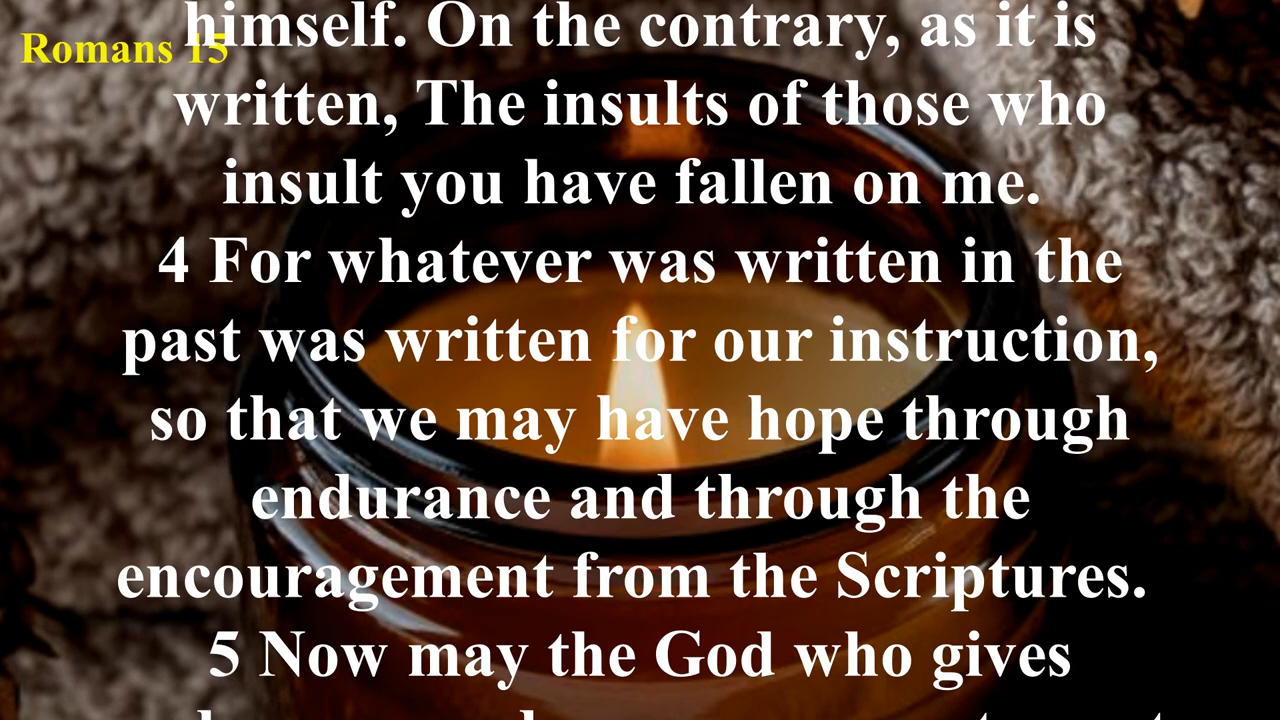 himself. On the contrary, as it is
Romans 15
written, The insults of those who
insult you have fallen on me.
4 For whatever was written in the
past was written for our instruction,
so that we may have hope through
endurance and through the
encouragement from the Scriptures.
5 Now may the God who gives